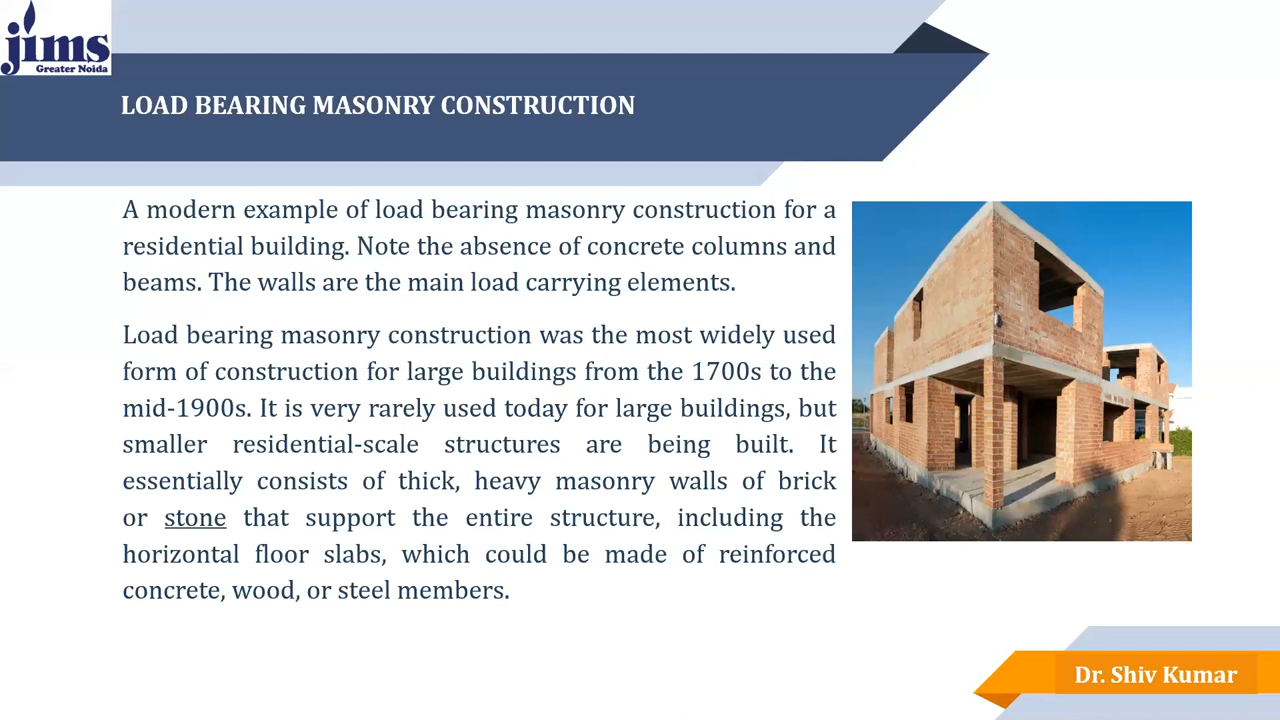 jims
Greater Noida
LOAD BEARING MASONRY CONSTRUCTION
A modern example of load bearing masonry construction for a
residential building. Note the absence of concrete columns and
beams. The walls are the main load carrying elements.
Load bearing masonry construction was the most widely used
form of construction for large buildings from the 1700s to the
mid-1900s. It is very rarely used today for large buildings, but
smaller residential-scale structures are being built. It
essentially consists of thick, heavy masonry walls of brick
or stone that support the entire structure, including the
horizontal floor slabs, which could be made of reinforced
concrete, wood, or steel members.
Dr. Shiv Kumar